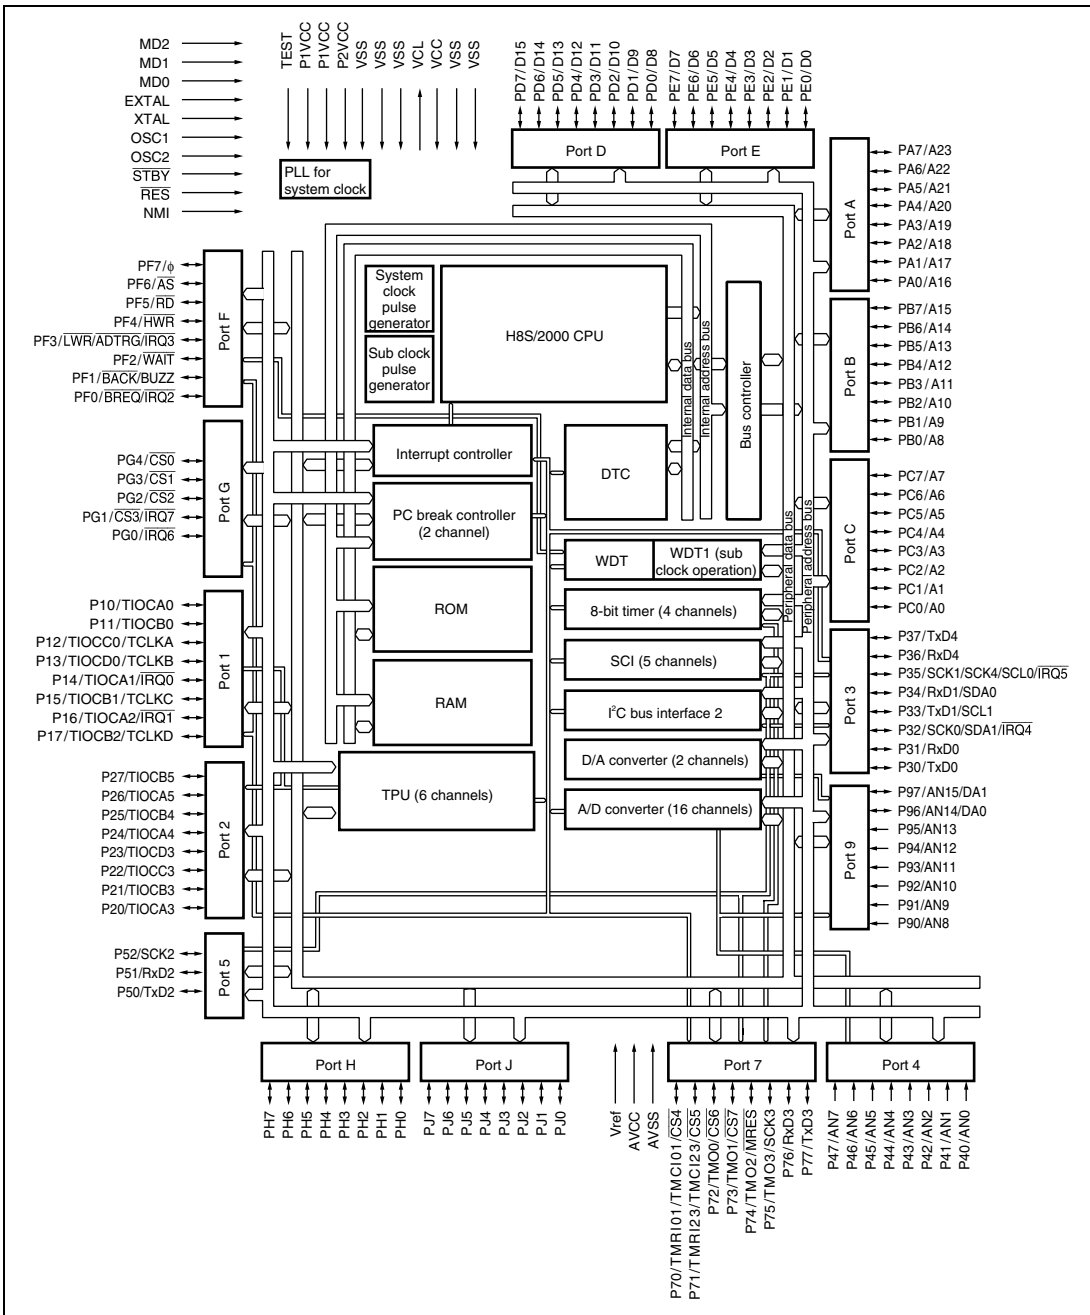 MD2
MD1
MD0
EXTAL
XTAL
OSC1
OSC2
STBY
RES
NMI
TEST
P1VCC
P1VCC
P2VCC
VSS
VSS
VSS
VCL
VCC
VSS
VSS
PLL for
system clock
PD7/D15
PD6/D14
PD5/D13
PD4/D12
PD3/D11
PD2/D10
PD1/D9
PD0/D8
PE7/D7
PE6/D6
PE5/D5
PE4/D4
PE3/D3
PE2/D2
PE1/D1
PE0/D0
Port D
Port E
Port A
PA7/A23
PA6/A22
PA5/A21
PA4/A20
PA3/A19
PA2/A18
PA1/A17
PA0/A16
PF7/ϕ
PF6/AS
PF5/RD
PF4/HWR
PF3/LWR/ADTRG/IRQ3
PF2/WAIT
PF1/BACK/BUZZ
PF0/BREQ/IRQ2
Port F
System
clock
pulse
generator
Sub clock
pulse
generator
H8S/2000 CPU
Internal data bus
Internal address bus
Bus controller
Port B
PB7/A15
PB6/A14
PB5/A13
PB4/A12
PB3/A11
PB2/A10
PB1/A9
PB0/A8
PG4/CS0
PG3/CS1
PG2/CS2
PG1/CS3/IRQ7
PG0/IRQ6
Port G
Interrupt controller
PC break controller
(2 channel)
DTC
Port C
PC7/A7
PC6/A6
PC5/A5
PC4/A4
PC3/A3
PC2/A2
PC1/A1
PC0/A0
WDT
WDT1 (sub
clock operation)
Peripheral data bus
Peripheral address bus
P10/TIOCA0
P11/TIOCB0
P12/TIOCC0/TCLKA
P13/TIOCD0/TCLKB
P14/TIOCA1/IRQ0
P15/TIOCB1/TCLKC
P16/TIOCA2/IRQ1
P17/TIOCB2/TCLKD
Port 1
ROM
RAM
8-bit timer (4 channels)
SCI (5 channels)
I²C bus interface 2
D/A converter (2 channels)
A/D converter (16 channels)
TPU (6 channels)
Port 3
P37/TxD4
P36/RxD4
P35/SCK1/SCK4/SCL0/IRQ5
P34/RxD1/SDA0
P33/TxD1/SCL1
P32/SCK0/SDA1/IRQ4
P31/RxD0
P30/TxD0
P27/TIOCB5
P26/TIOCA5
P25/TIOCB4
P24/TIOCA4
P23/TIOCD3
P22/TIOCC3
P21/TIOCB3
P20/TIOCA3
Port 2
Port 9
P97/AN15/DA1
P96/AN14/DA0
P95/AN13
P94/AN12
P93/AN11
P92/AN10
P91/AN9
P90/AN8
P52/SCK2
P51/RxD2
P50/TxD2
Port 5
Port H
Port J
Port 7
Port 4
PH7
PH6
PH5
PH4
PH3
PH2
PH1
PH0
PJ7
PJ6
PJ5
PJ4
PJ3
PJ2
PJ1
PJ0
Vref
AVCC
AVSS
P70/TMRI01/TMCI01/CS4
P71/TMRI23/TMCI23/CS5
P72/TMO0/CS6
P73/TMO1/CS7
P74/TMO2/MRES
P75/TMO3/SCK3
P76/RxD3
P77/TxD3
P47/AN7
P46/AN6
P45/AN5
P44/AN4
P43/AN3
P42/AN2
P41/AN1
P40/AN0